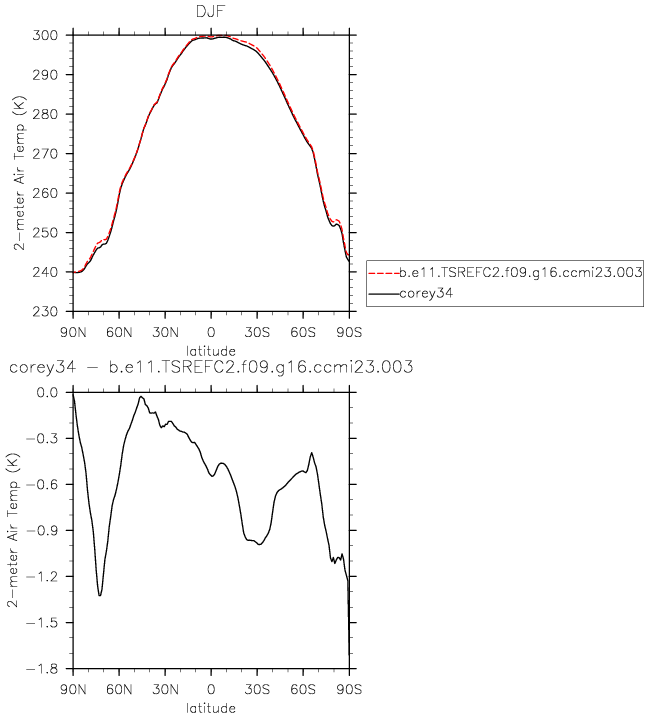 DJF
300
290
280
270
260
250
240
230
2-meter Air Temp (K)
90N 60N 30N 0 30S 60S 90S
latitude
b.e11.TSREFC2.f09.g16.ccmi23.003
corey34
corey34 - b.e11.TSREFC2.f09.g16.ccmi23.003
0.0
-0.3
-0.6
-0.9
-1.2
-1.5
-1.8
2-meter Air Temp (K)
90N 60N 30N 0 30S 60S 90S
latitude